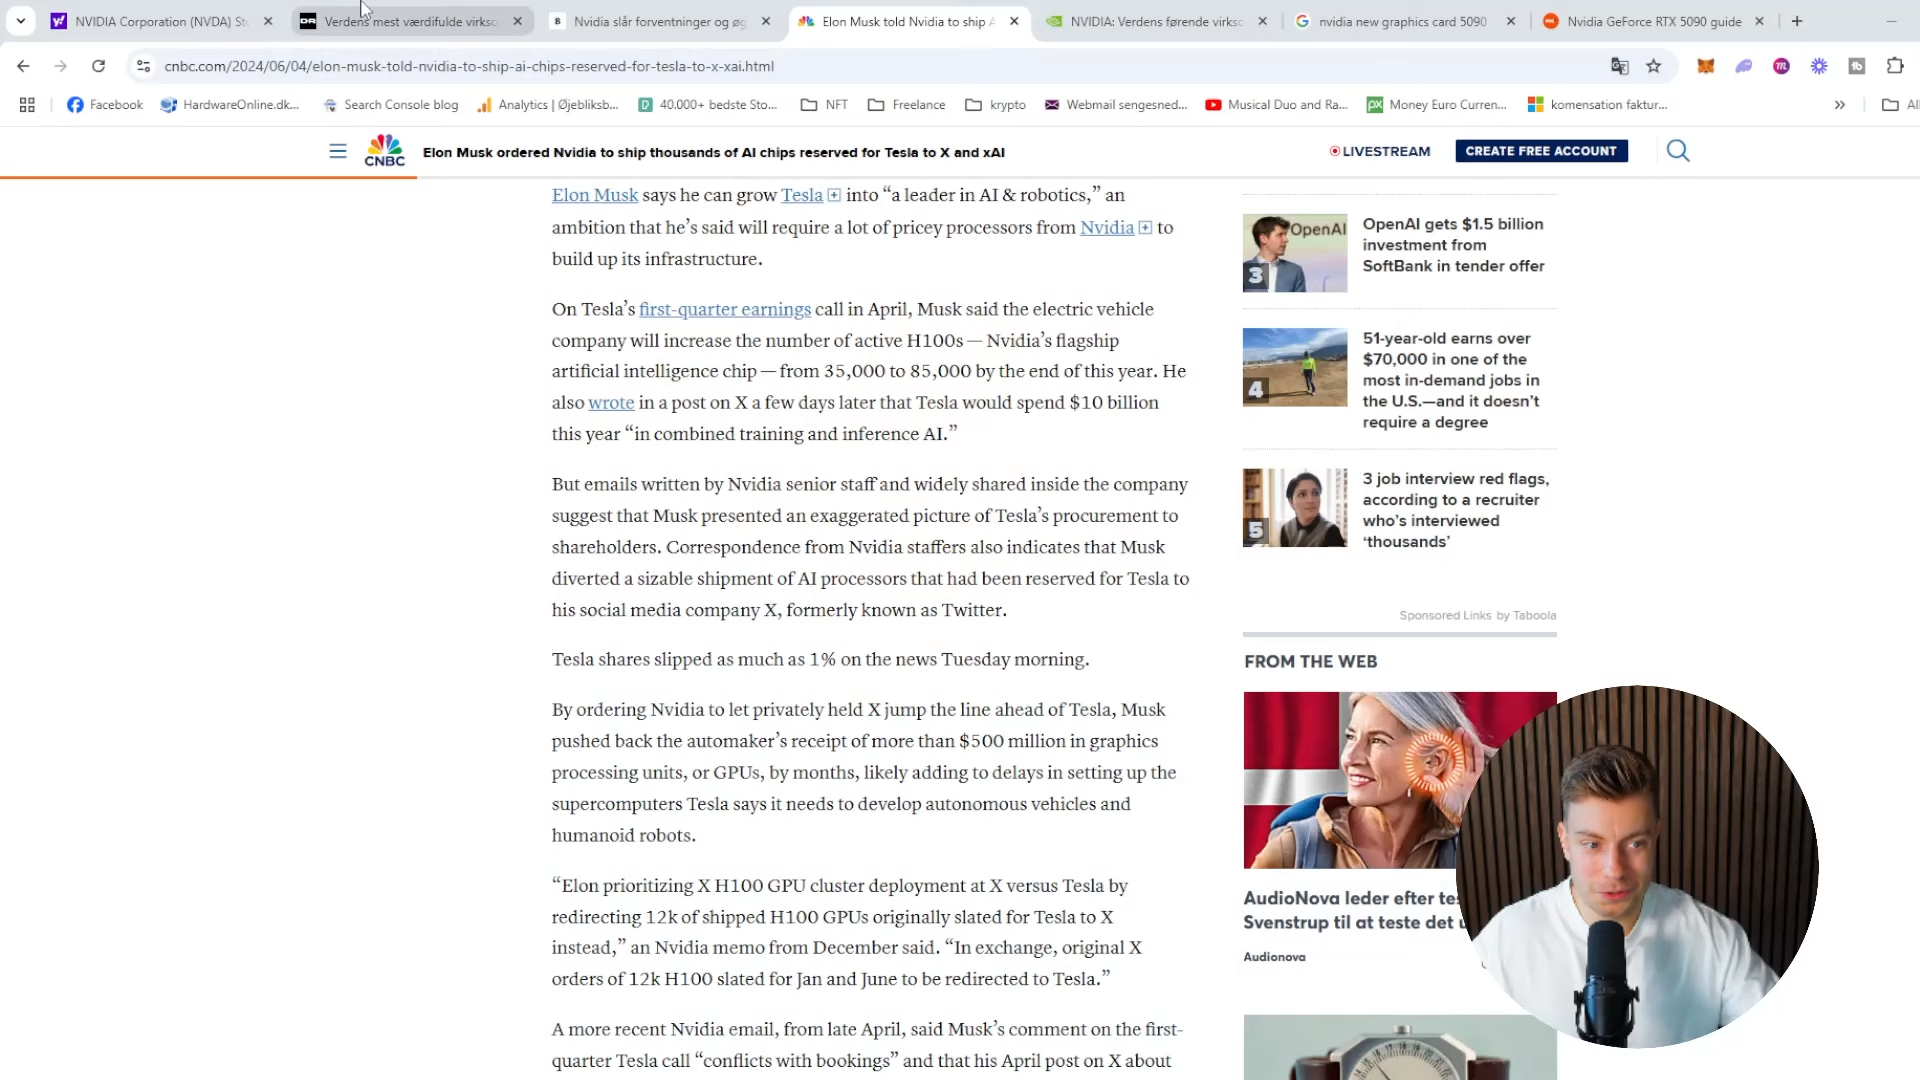 NVIDIA Corporation (NVDA) St
DR
Verdens mest værdifulde virks
B
Nvidia slår forventninger og øg
Elon Musk told Nvidia to ship A
NVIDIA: Verdens førende virks
nvidia new graphics card 5090
Nvidia GeForce RTX 5090 guide
cnbc.com/2024/06/04/elon-musk-told-nvidia-to-ship-ai-chips-reserved-for-tesla-to-x-xai.html
Facebook
HardwareOnline.dk...
Search Console blog
Analytics | Øjebliksb...
40.000+ bedste Sto...
NFT
Freelance
krypto
Webmail sengesned...
Musical Duo and Ra...
Money Euro Curren...
komensation faktur...
CNBC
Elon Musk ordered Nvidia to ship thousands of AI chips reserved for Tesla to X and xAI
LIVESTREAM
CREATE FREE ACCOUNT
Elon Musk says he can grow Tesla into “a leader in AI & robotics,” an
ambition that he’s said will require a lot of pricey processors from Nvidia to
build up its infrastructure.
On Tesla’s first-quarter earnings call in April, Musk said the electric vehicle
company will increase the number of active H100s — Nvidia’s flagship
artificial intelligence chip — from 35,000 to 85,000 by the end of this year. He
also wrote in a post on X a few days later that Tesla would spend $10 billion
this year “in combined training and inference AI.”
But emails written by Nvidia senior staff and widely shared inside the company
suggest that Musk presented an exaggerated picture of Tesla’s procurement to
shareholders. Correspondence from Nvidia staffers also indicates that Musk
diverted a sizable shipment of AI processors that had been reserved for Tesla to
his social media company X, formerly known as Twitter.
Tesla shares slipped as much as 1% on the news Tuesday morning.
By ordering Nvidia to let privately held X jump the line ahead of Tesla, Musk
pushed back the automaker’s receipt of more than $500 million in graphics
processing units, or GPUs, by months, likely adding to delays in setting up the
supercomputers Tesla says it needs to develop autonomous vehicles and
humanoid robots.
“Elon prioritizing X H100 GPU cluster deployment at X versus Tesla by
redirecting 12k of shipped H100 GPUs originally slated for Tesla to X
instead,” an Nvidia memo from December said. “In exchange, original X
orders of 12k H100 slated for Jan and June to be redirected to Tesla.”
A more recent Nvidia email, from late April, said Musk’s comment on the first-
quarter Tesla call “conflicts with bookings” and that his April post on X about
OpenAI
3
OpenAI gets $1.5 billion
investment from
SoftBank in tender offer
4
51-year-old earns over
$70,000 in one of the
most in-demand jobs in
the U.S.—and it doesn’t
require a degree
5
3 job interview red flags,
according to a recruiter
who’s interviewed
‘thousands’
Sponsored Links by Taboola
FROM THE WEB
AudioNova leder efter te
Svenstrup til at teste det
Audionova